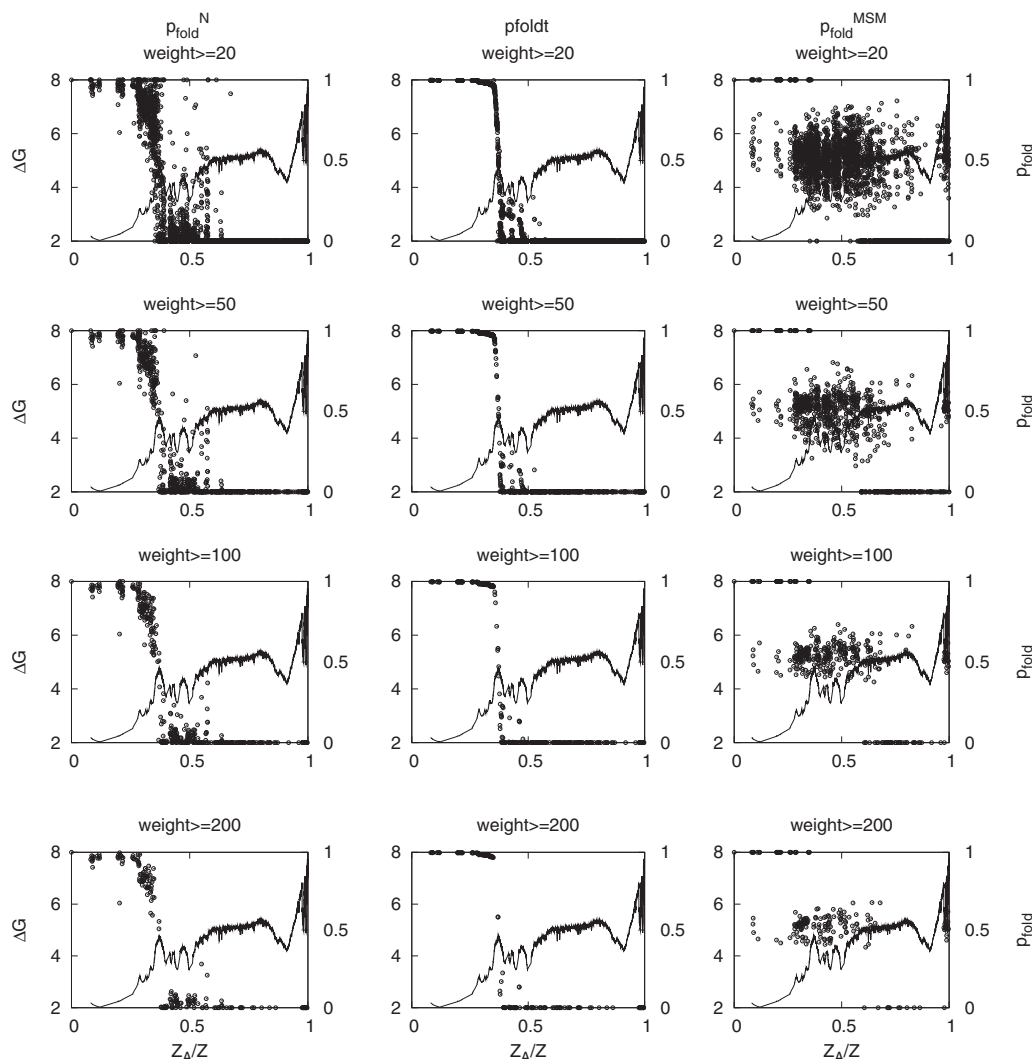 p_fold^N pfoldt p_fold^MSM
weight>=20 weight>=20 weight>=20
8 1 8 1 8 1
6 6 6
ΔG 0.5 0.5 0.5 p_fold
4 4 4
2 0 2 0 2 0
0 0.5 1 0 0.5 1 0 0.5 1
weight>=50 weight>=50 weight>=50
8 1 8 1 8 1
6 6 6
ΔG 0.5 0.5 0.5 p_fold
4 4 4
2 0 2 0 2 0
0 0.5 1 0 0.5 1 0 0.5 1
weight>=100 weight>=100 weight>=100
8 1 8 1 8 1
6 6 6
ΔG 0.5 0.5 0.5 p_fold
4 4 4
2 0 2 0 2 0
0 0.5 1 0 0.5 1 0 0.5 1
weight>=200 weight>=200 weight>=200
8 1 8 1 8 1
6 6 6
ΔG 0.5 0.5 0.5 p_fold
4 4 4
2 0 2 0 2 0
0 0.5 1 0 0.5 1 0 0.5 1
Z_A/Z Z_A/Z Z_A/Z